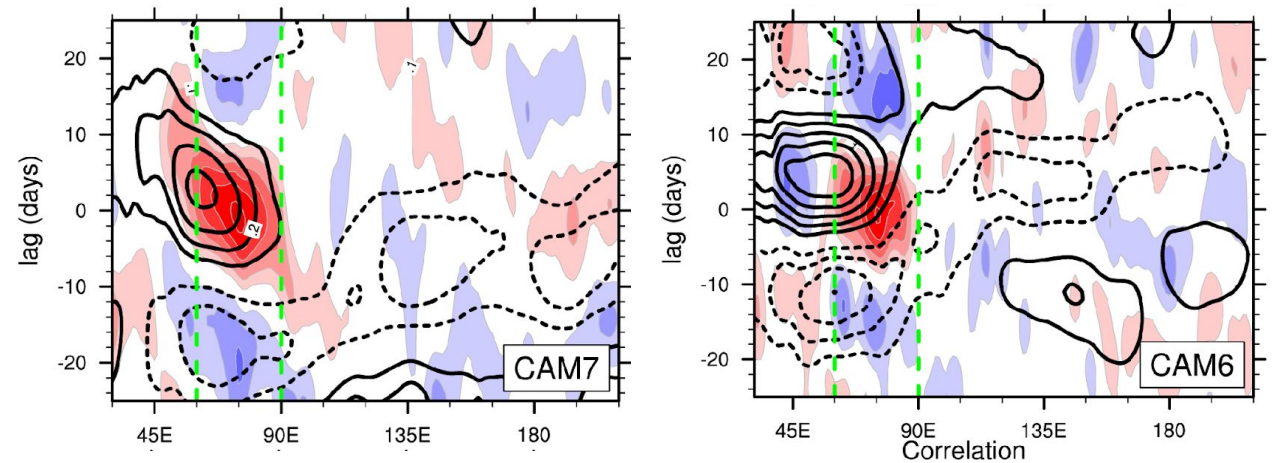 lag (days)
20
10
0
-10
-20
45E
90E
135E
180
.1
.1
.2
CAM7
lag (days)
20
10
0
-10
-20
45E
90E
135E
180
Correlation
CAM6